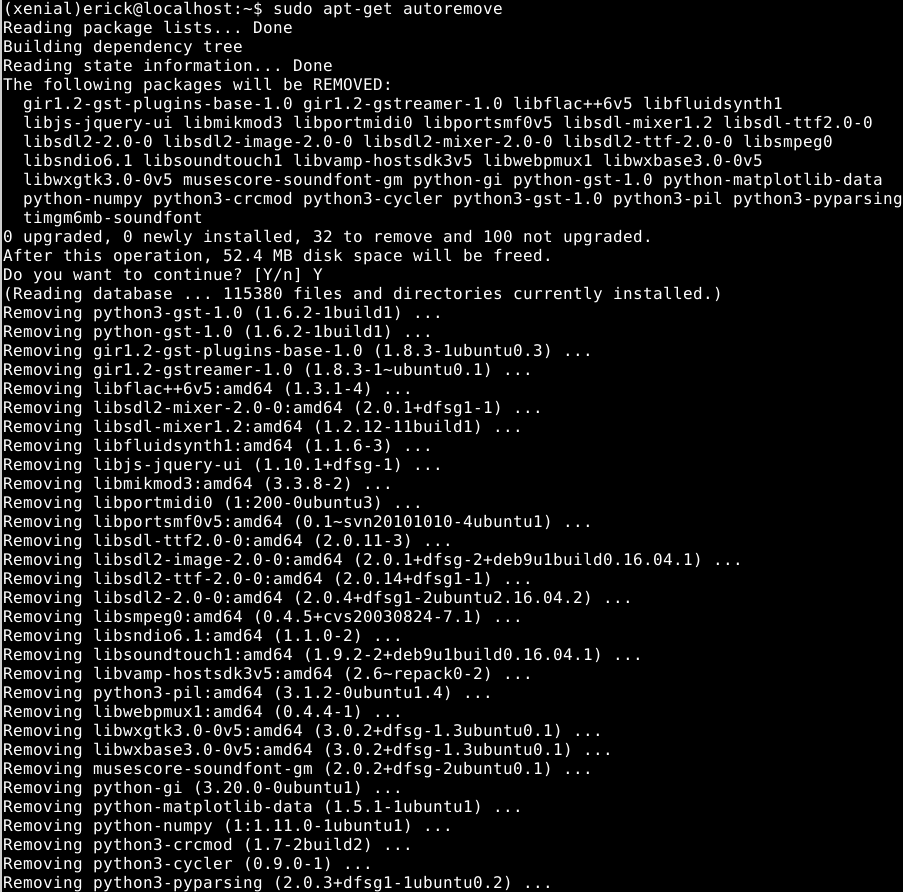 (xenial)erick@localhost:~$ sudo apt-get autoremove
Reading package lists... Done
Building dependency tree
Reading state information... Done
The following packages will be REMOVED:
  gir1.2-gst-plugins-base-1.0 gir1.2-gstreamer-1.0 libflac++6v5 libfluidsynth1
  libjs-jquery-ui libmikmod3 libportmidi0 libportsmf0v5 libsdl-mixer1.2 libsdl-ttf2.0-0
  libsdl2-2.0-0 libsdl2-image-2.0-0 libsdl2-mixer-2.0-0 libsdl2-ttf-2.0-0 libsmpeg0
  libsndio6.1 libsoundtouch1 libvamp-hostsdk3v5 libwebpmux1 libwxbase3.0-0v5
  libwxgtk3.0-0v5 musescore-soundfont-gm python-gi python-gst-1.0 python-matplotlib-data
  python-numpy python3-crcmod python3-cycler python3-gst-1.0 python3-pil python3-pyparsing
  timgm6mb-soundfont
0 upgraded, 0 newly installed, 32 to remove and 100 not upgraded.
After this operation, 52.4 MB disk space will be freed.
Do you want to continue? [Y/n] Y
(Reading database ... 115380 files and directories currently installed.)
Removing python3-gst-1.0 (1.6.2-1build1) ...
Removing python-gst-1.0 (1.6.2-1build1) ...
Removing gir1.2-gst-plugins-base-1.0 (1.8.3-1ubuntu0.3) ...
Removing gir1.2-gstreamer-1.0 (1.8.3-1~ubuntu0.1) ...
Removing libflac++6v5:amd64 (1.3.1-4) ...
Removing libsdl2-mixer-2.0-0:amd64 (2.0.1+dfsg1-1) ...
Removing libsdl-mixer1.2:amd64 (1.2.12-11build1) ...
Removing libfluidsynth1:amd64 (1.1.6-3) ...
Removing libjs-jquery-ui (1.10.1+dfsg-1) ...
Removing libmikmod3:amd64 (3.3.8-2) ...
Removing libportmidi0 (1:200-0ubuntu3) ...
Removing libportsmf0v5:amd64 (0.1~svn20101010-4ubuntu1) ...
Removing libsdl-ttf2.0-0:amd64 (2.0.11-3) ...
Removing libsdl2-image-2.0-0:amd64 (2.0.1+dfsg-2+deb9u1build0.16.04.1) ...
Removing libsdl2-ttf-2.0-0:amd64 (2.0.14+dfsg1-1) ...
Removing libsdl2-2.0-0:amd64 (2.0.4+dfsg1-2ubuntu2.16.04.2) ...
Removing libsmpeg0:amd64 (0.4.5+cvs20030824-7.1) ...
Removing libsndio6.1:amd64 (1.1.0-2) ...
Removing libsoundtouch1:amd64 (1.9.2-2+deb9u1build0.16.04.1) ...
Removing libvamp-hostsdk3v5:amd64 (2.6~repack0-2) ...
Removing python3-pil:amd64 (3.1.2-0ubuntu1.4) ...
Removing libwebpmux1:amd64 (0.4.4-1) ...
Removing libwxgtk3.0-0v5:amd64 (3.0.2+dfsg-1.3ubuntu0.1) ...
Removing libwxbase3.0-0v5:amd64 (3.0.2+dfsg-1.3ubuntu0.1) ...
Removing musescore-soundfont-gm (2.0.2+dfsg-2ubuntu0.1) ...
Removing python-gi (3.20.0-0ubuntu1) ...
Removing python-matplotlib-data (1.5.1-1ubuntu1) ...
Removing python-numpy (1:1.11.0-1ubuntu1) ...
Removing python3-crcmod (1.7-2build2) ...
Removing python3-cycler (0.9.0-1) ...
Removing python3-pyparsing (2.0.3+dfsg1-1ubuntu0.2) ...